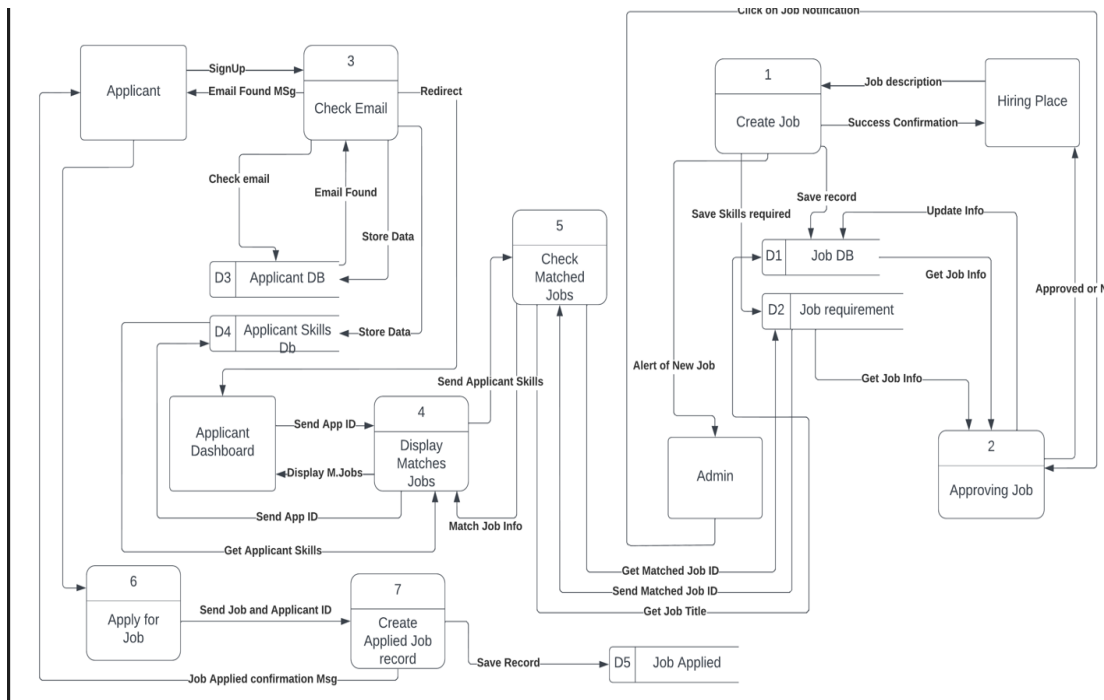 Click on Job Notification
3
1
SignUp
Applicant
Email Found MSg
Redirect
Job description
Hiring Place
Check Email
Create Job
Success Confirmation
Check email
Email Found
Save record
5
Save Skills required
Update Info
Store Data
Check
Matched
Jobs
D1
Job DB
D3
Applicant DB
Get Job Info
Approved or
D2
Job requirement
D4
Applicant Skills
Db
Store Data
Alert of New Job
Get Job Info
Send Applicant Skills
4
Applicant
Dashboard
Send App ID
Display
Matches
Jobs
2
Display M.Jobs
Admin
Approving Job
Send App ID
Match Job Info
Get Applicant Skills
Get Matched Job ID
6
7
Send Matched Job ID
Send Job and Applicant ID
Get Job Title
Apply for
Job
Create
Applied Job
record
Save Record
D5
Job Applied
Job Applied confirmation Msg